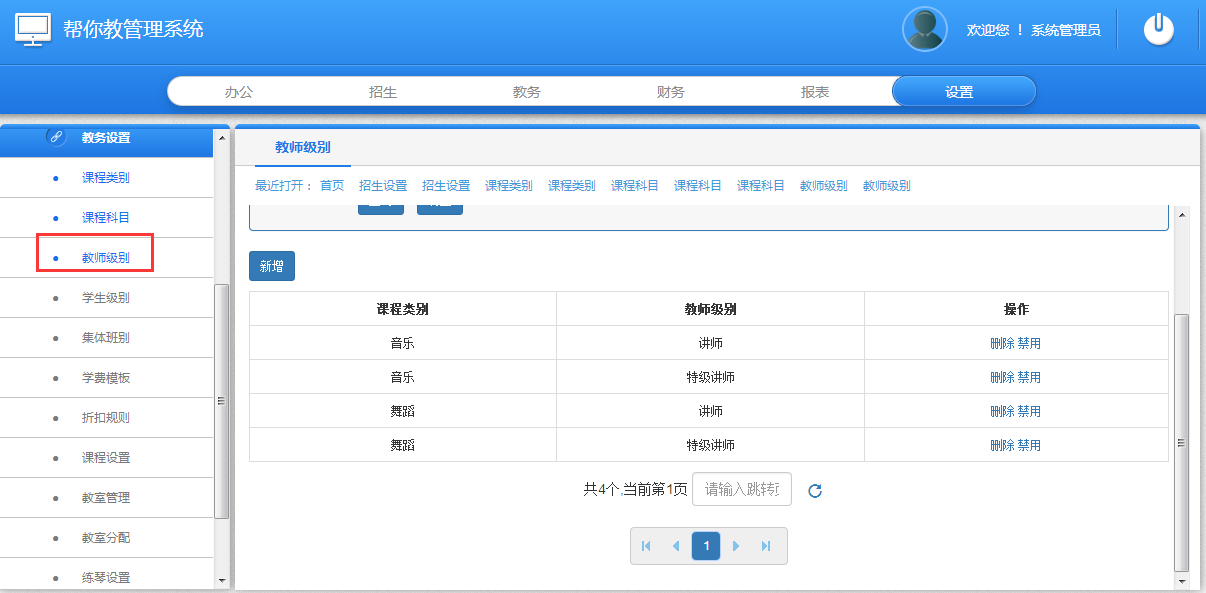 帮你教管理系统
欢迎您 ！ 系统管理员
办公 招生 教务 财务 报表 设置
教务设置
课程类别
课程科目
教师级别
学生级别
集体班别
学费模板
折扣规则
课程设置
教室管理
教室分配
练琴设置
教师级别
最近打开： 首页 招生设置 招生设置 课程类别 课程类别 课程科目 课程科目 课程科目 教师级别 教师级别
新增
课程类别 教师级别 操作
音乐 讲师 删除 禁用
音乐 特级讲师 删除 禁用
舞蹈 讲师 删除 禁用
舞蹈 特级讲师 删除 禁用
共4个,当前第1页 请输入跳转
1